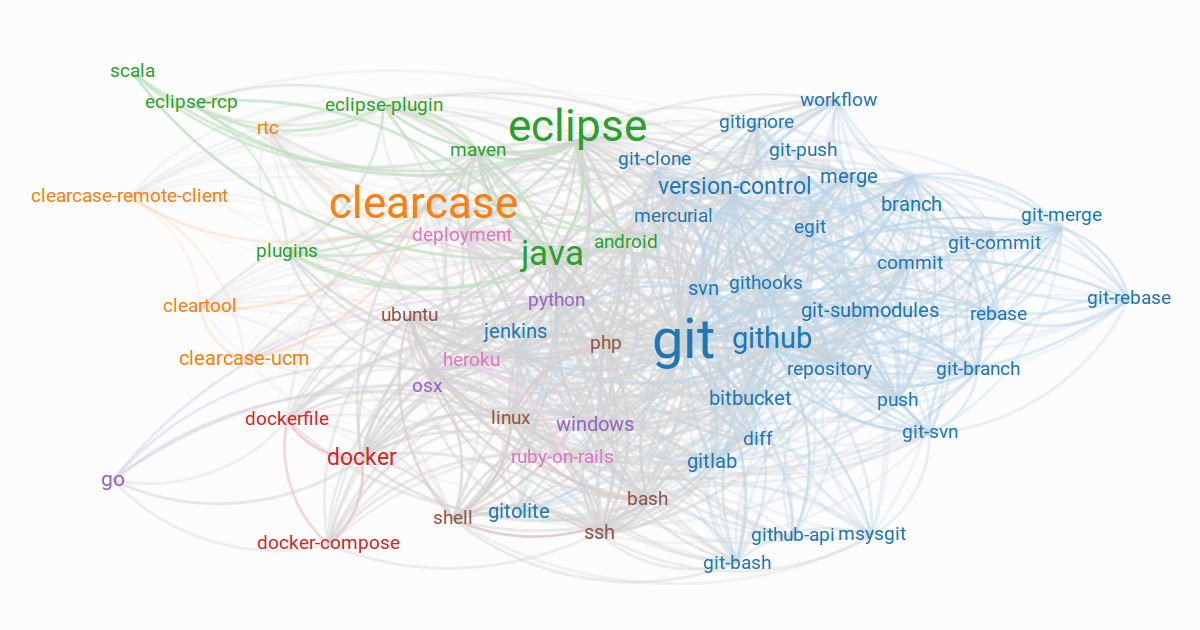 scala
eclipse-rcp
eclipse-plugin
workflow
rtc
eclipse
gitignore
maven
git-clone
git-push
clearcase-remote-client
clearcase
version-control
merge
mercurial
branch
git-merge
deployment
egit
plugins
java
android
git-commit
commit
cleartool
python
svn
githooks
git-rebase
ubuntu
jenkins
git-submodules
rebase
clearcase-ucm
heroku
php
git
github
osx
repository
git-branch
dockerfile
linux
windows
bitbucket
push
docker
ruby-on-rails
diff
git-svn
gitlab
go
bash
shell
gitolite
docker-compose
ssh
github-api
msysgit
git-bash